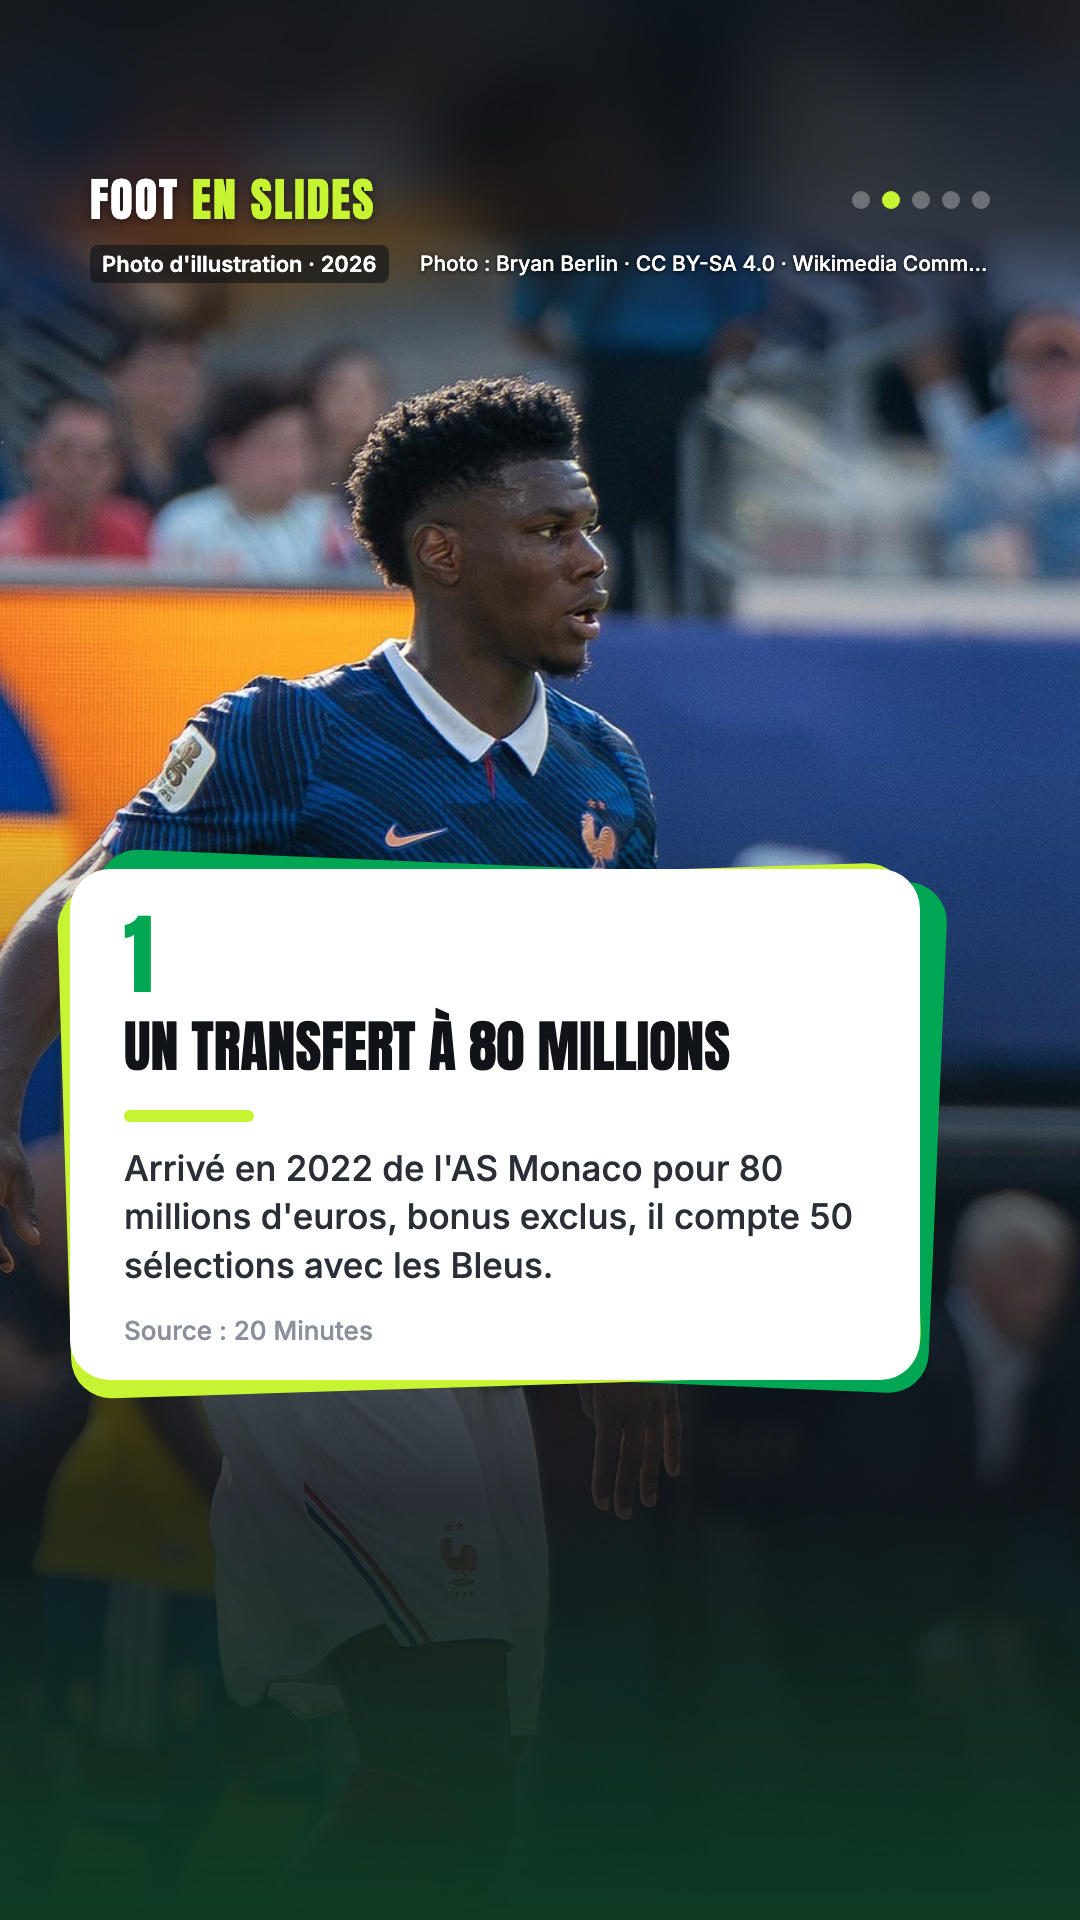 FOOT EN SLIDES
Photo d'illustration · 2026
Photo : Bryan Berlin · CC BY-SA 4.0 · Wikimedia Comm...
1
UN TRANSFERT À 80 MILLIONS
Arrivé en 2022 de l'AS Monaco pour 80
millions d'euros, bonus exclus, il compte 50
sélections avec les Bleus.
Source : 20 Minutes